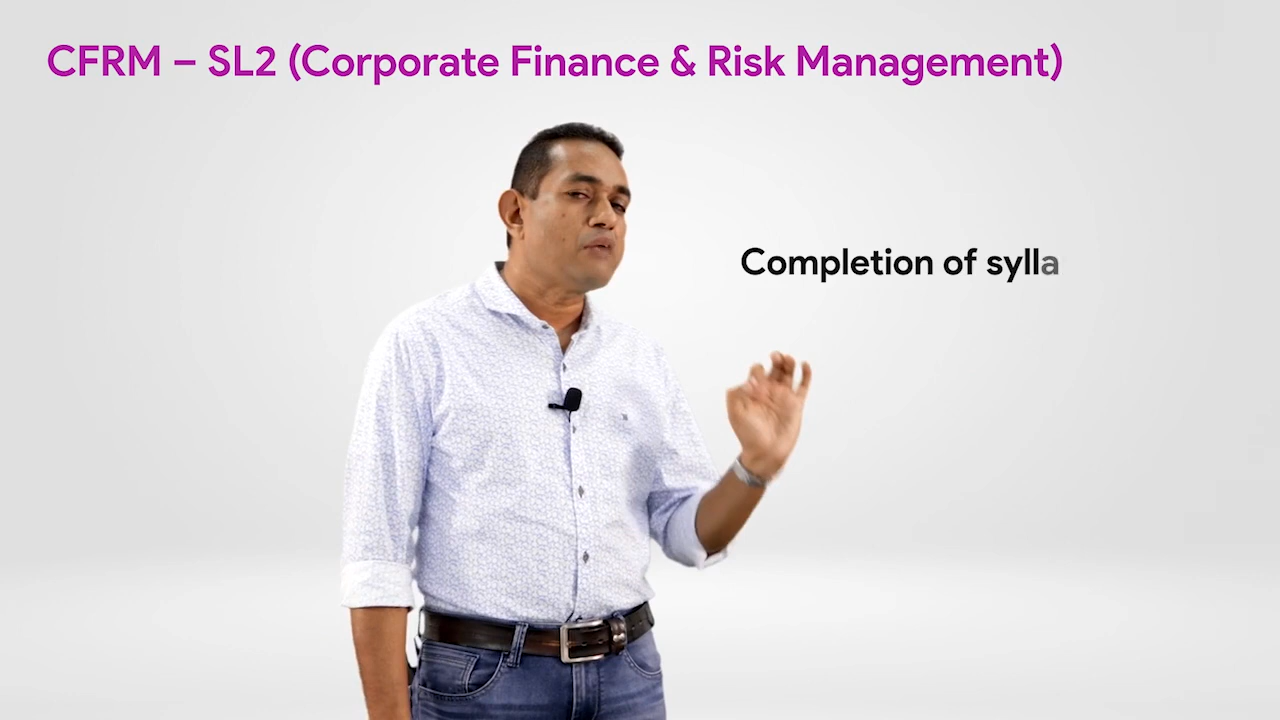 CFRM – SL2 (Corporate Finance & Risk Management)
Completion of sylla